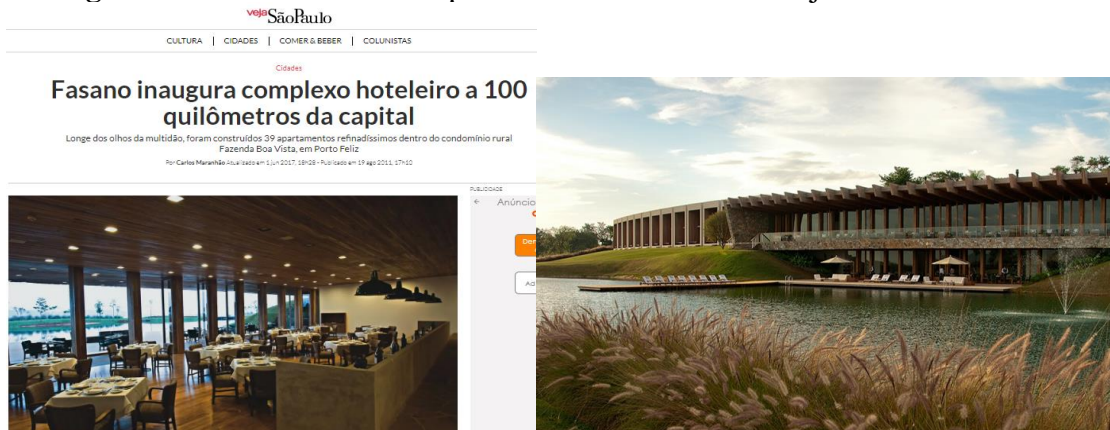 vejaSãoPaulo
CULTURA | CIDADES | COMER & BEBER | COLUNISTAS
Cidades
Fasano inaugura complexo hoteleiro a 100
quilômetros da capital
Longe dos olhos da multidão, foram construídos 39 apartamentos refinadíssimos dentro do condomínio rural
Fazenda Boa Vista, em Porto Feliz
Por Carlos Maranhão Atualizado em 1 jun 2017, 18h28 - Publicado em 19 ago 2011, 17h10
PUBLICIDADE
Anúncio